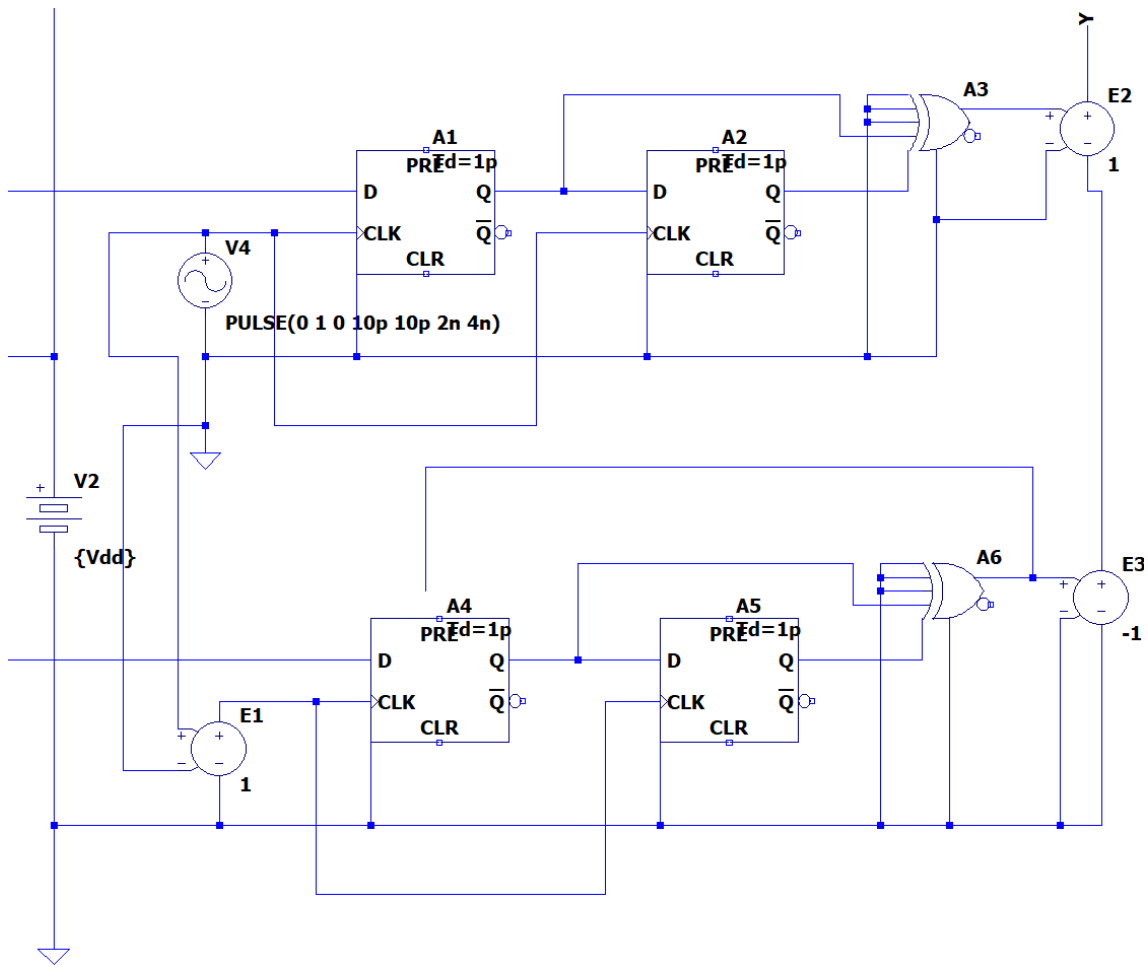 Y
A3
E2
A1
A2
PRE
Td=1p
PRE
Td=1p
+
+
−
−
1
D
Q
D
Q
CLK
Q
CLK
Q
V4
+
−
CLR
CLR
PULSE(0 1 0 10p 10p 2n 4n)
+
V2
{Vdd}
A6
E3
A4
A5
PRE
Td=1p
PRE
Td=1p
+
+
−
−
-1
D
Q
D
Q
CLK
Q
CLK
Q
E1
+
+
−
−
1
CLR
CLR